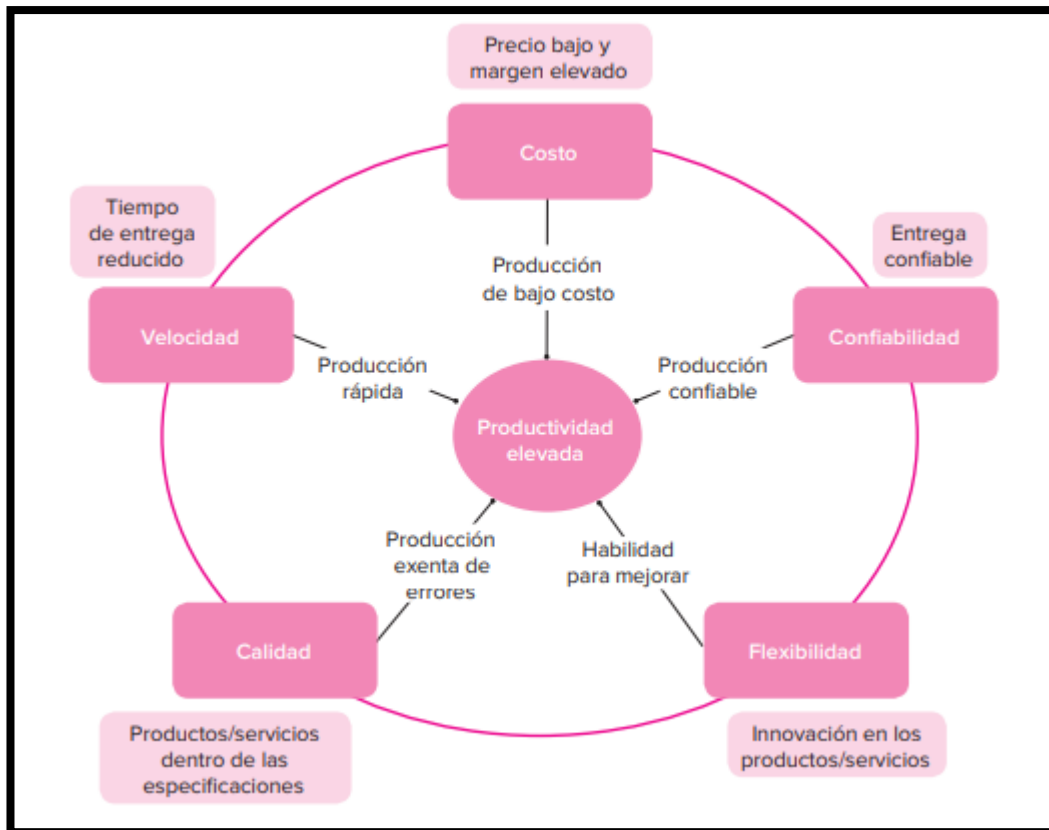 Precio bajo y
margen elevado
Costo
Tiempo
de entrega
reducido
Entrega
confiable
Producción
de bajo costo
Velocidad
Confiabilidad
Producción
rápida
Producción
confiable
Productividad
elevada
Producción
exenta de
errores
Habilidad
para mejorar
Calidad
Flexibilidad
Productos/servicios
dentro de las
especificaciones
Innovación en los
productos/servicios